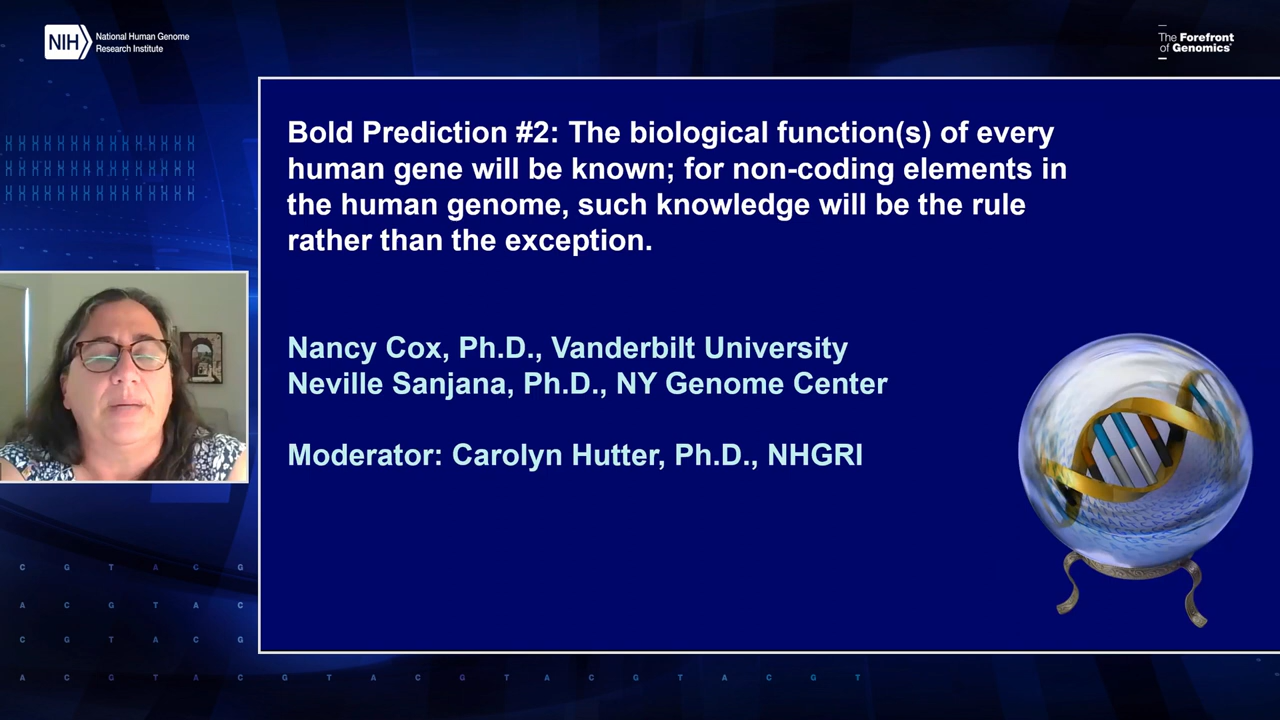 NIH
National Human Genome
Research Institute
The Forefront
of Genomics
Bold Prediction #2: The biological function(s) of every
human gene will be known; for non-coding elements in
the human genome, such knowledge will be the rule
rather than the exception.
Nancy Cox, Ph.D., Vanderbilt University
Neville Sanjana, Ph.D., NY Genome Center
Moderator: Carolyn Hutter, Ph.D., NHGRI
C G T A C G
A C G T A C
C G T A C G
A C G T A C G T A C G T A C G T